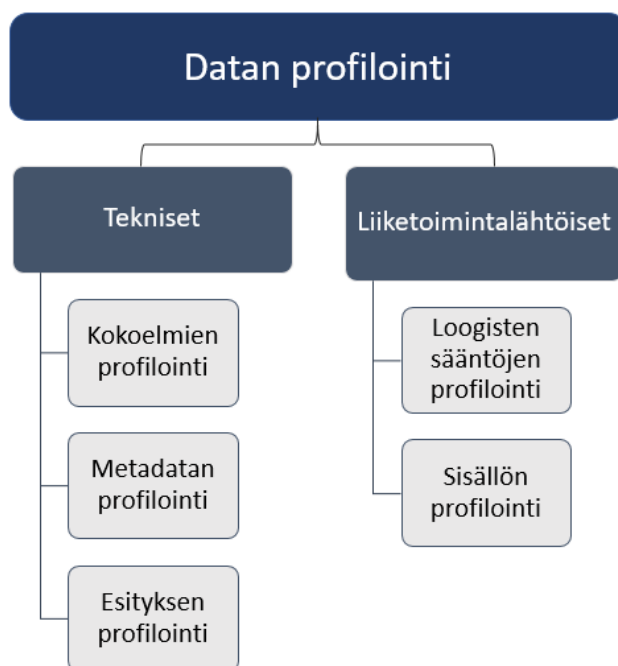 Datan profilointi
Tekniset
Kokoelmien
profilointi
Metadatan
profilointi
Esityksen
profilointi
Liiketoimintalähtöiset
Loogisten
sääntöjen
profilointi
Sisällön
profilointi